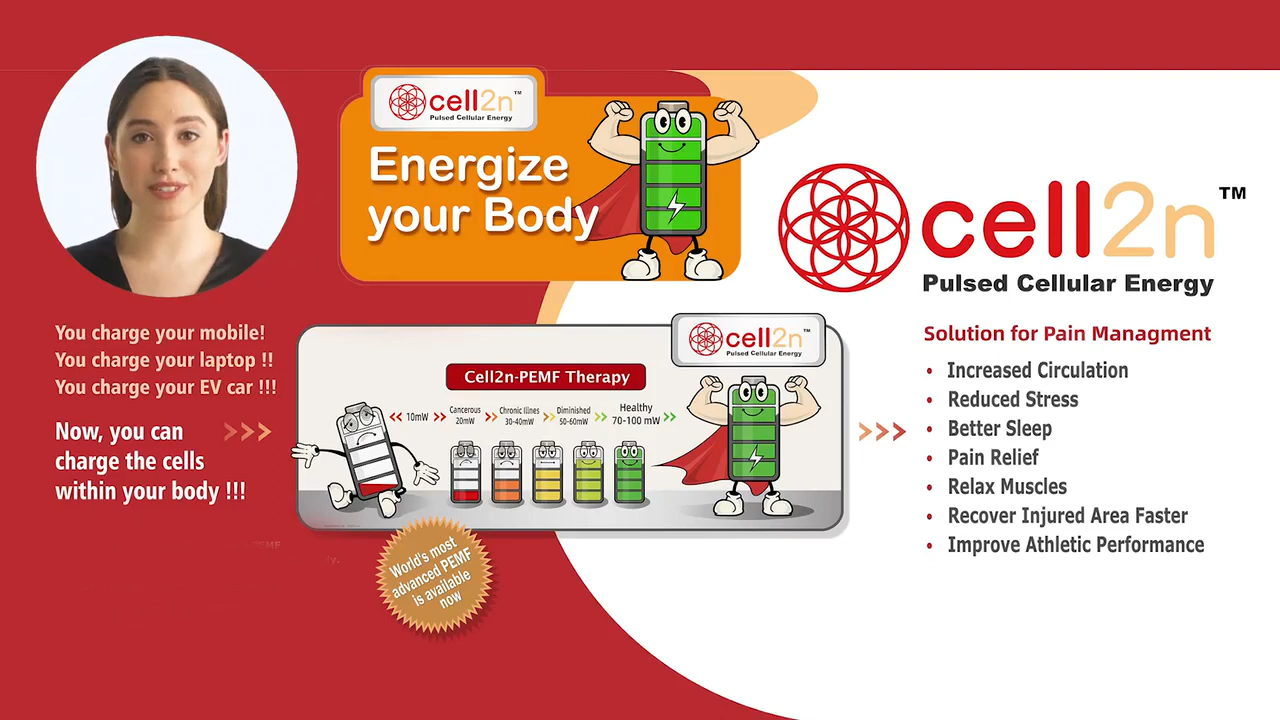 cell2n™
Pulsed Cellular Energy
Energize
your Body
cell2n™
Pulsed Cellular Energy
You charge your mobile!
You charge your laptop !!
You charge your EV car !!!
Now, you can
charge the cells
within your body !!!
cell2n™
Pulsed Cellular Energy
Cell2n-PEMF Therapy
10mW
Cancerous
20mW
Chronic Illnes
30-40mW
Diminished
50-60mW
Healthy
70-100 mW
World's most
advanced PEMF
is available
now
Solution for Pain Managment
• Increased Circulation
• Reduced Stress
• Better Sleep
• Pain Relief
• Relax Muscles
• Recover Injured Area Faster
• Improve Athletic Performance